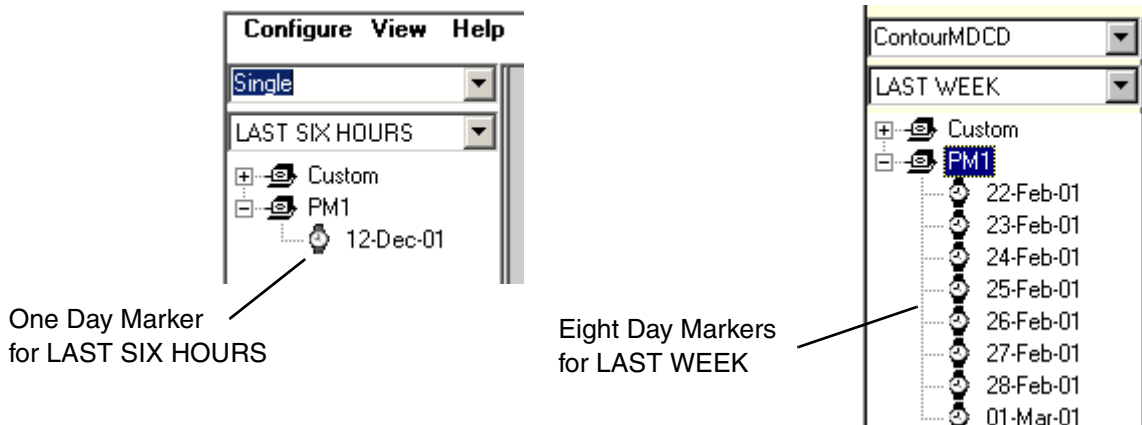 Configure View Help
Single
LAST SIX HOURS
Custom
PM1
12-Dec-01
One Day Marker
for LAST SIX HOURS
ContourMDCD
LAST WEEK
Custom
PM1
22-Feb-01
23-Feb-01
24-Feb-01
25-Feb-01
26-Feb-01
27-Feb-01
28-Feb-01
01-Mar-01
Eight Day Markers
for LAST WEEK